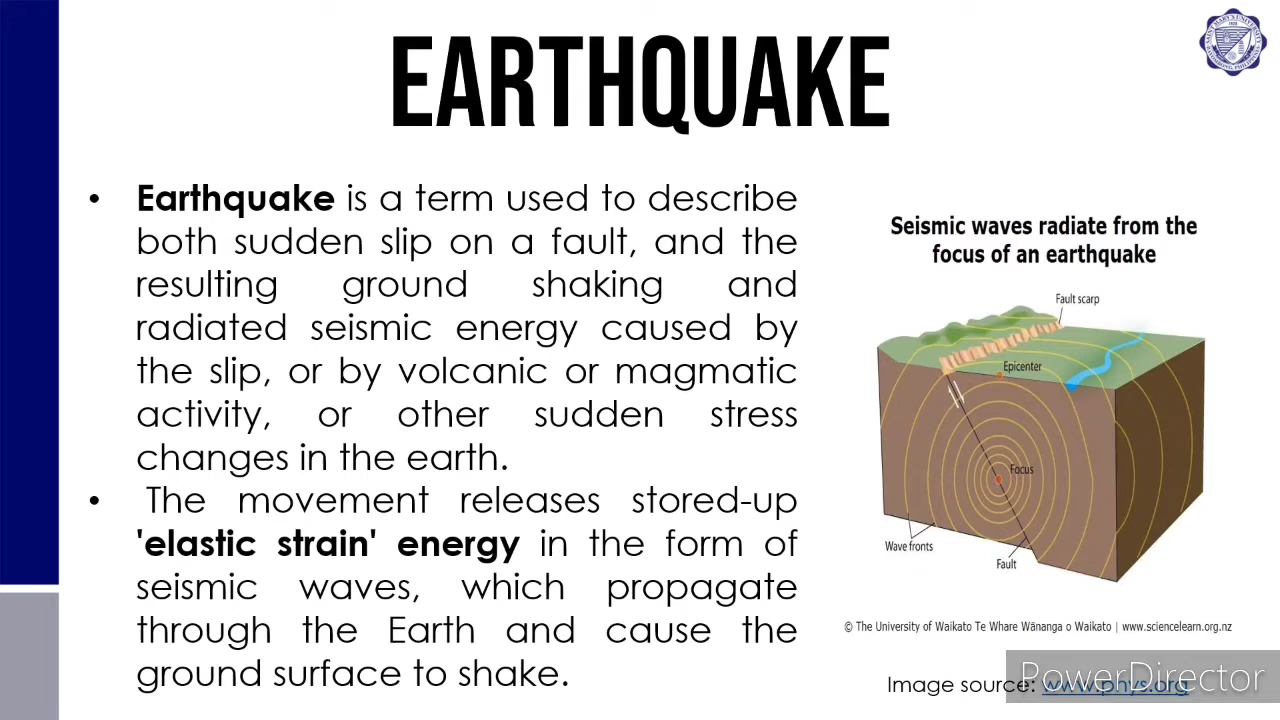 EARTHQUAKE
• Earthquake is a term used to describe
both sudden slip on a fault, and the
resulting ground shaking and
radiated seismic energy caused by
the slip, or by volcanic or magmatic
activity, or other sudden stress
changes in the earth.
• The movement releases stored-up
'elastic strain' energy in the form of
seismic waves, which propagate
through the Earth and cause the
ground surface to shake.
Seismic waves radiate from the
focus of an earthquake
Fault scarp
Epicenter
Focus
Wave fronts
Fault
© The University of Waikato Te Whare Wānanga o Waikato | www.sciencelearn.org.nz
Image source: www.phys.org
PowerDirector